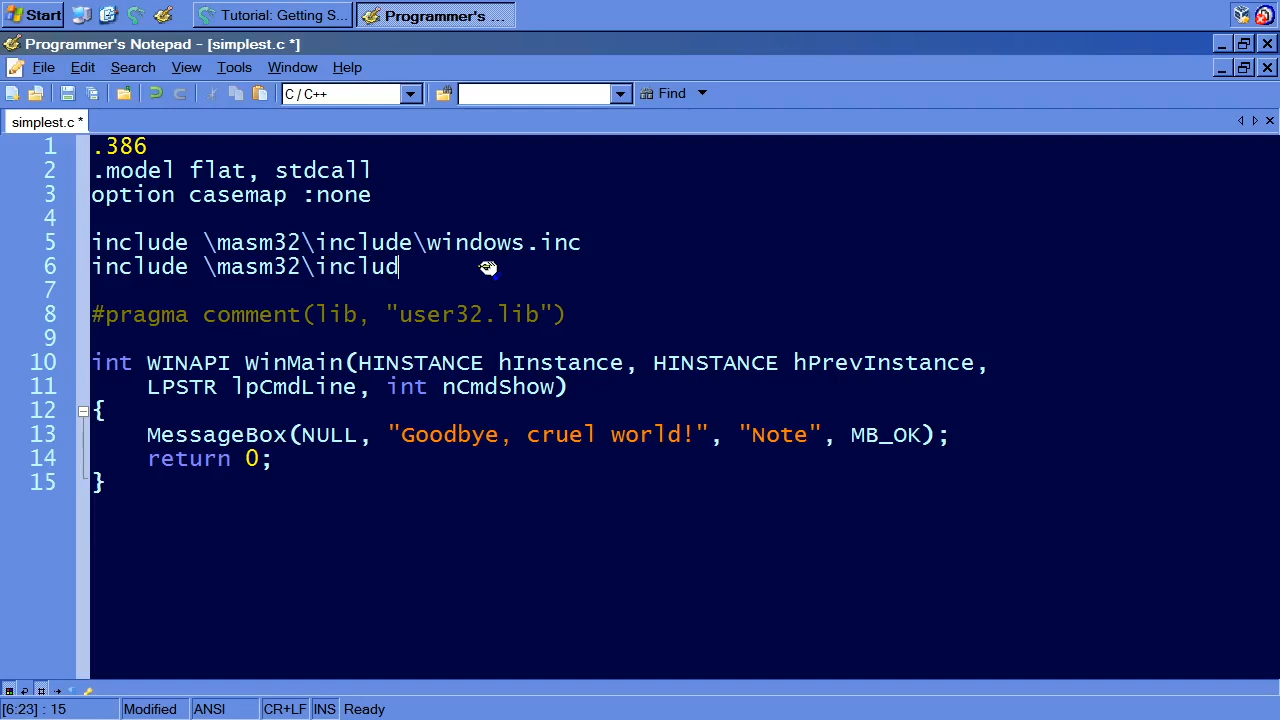 Start Tutorial: Getting S... Programmer's ...
Programmer's Notepad - [simplest.c *]
File Edit Search View Tools Window Help
C / C++ Find
simplest.c *
1 .386
2 .model flat, stdcall
3 option casemap :none
4
5 include \masm32\include\windows.inc
6 include \masm32\includ
7
8 #pragma comment(lib, "user32.lib")
9
10 int WINAPI WinMain(HINSTANCE hInstance, HINSTANCE hPrevInstance,
11 LPSTR lpCmdLine, int nCmdShow)
12 {
13 MessageBox(NULL, "Goodbye, cruel world!", "Note", MB_OK);
14 return 0;
15 }
[6:23] : 15 Modified ANSI CR+LF INS Ready